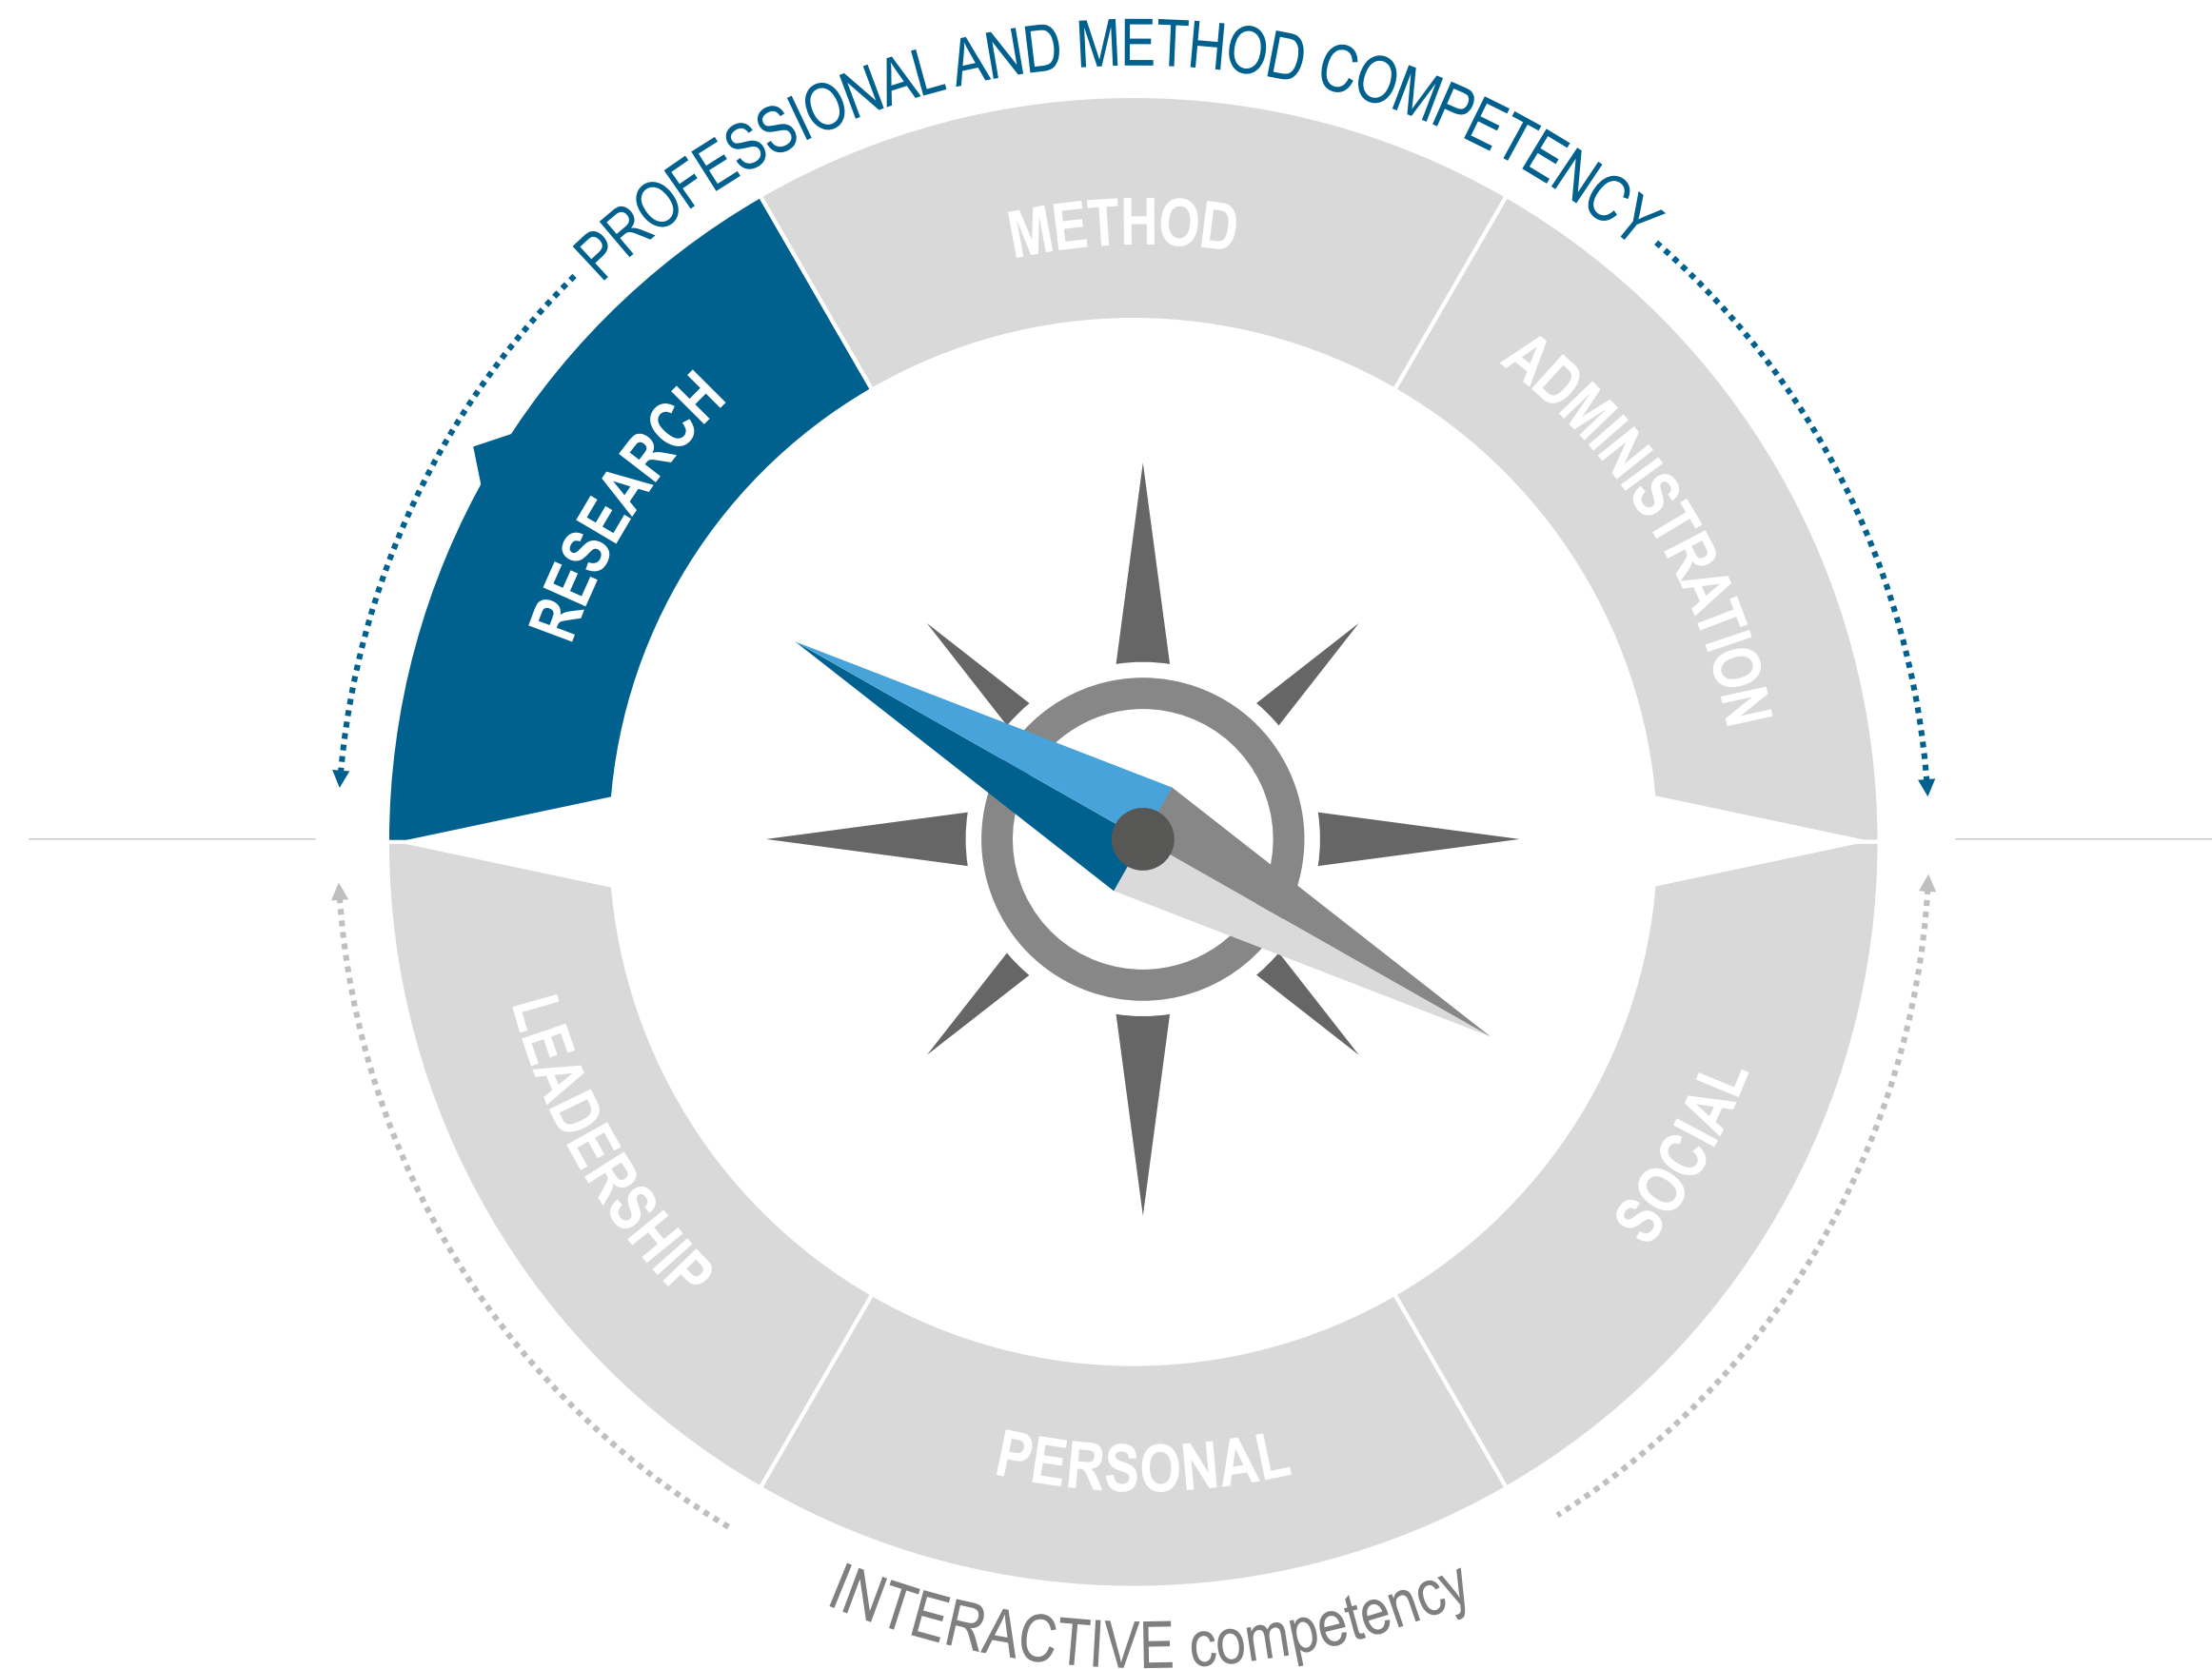 PROFESSIONAL AND METHOD COMPETENCY
METHOD
RESEARCH
ADMINISTRATION
LEADERSHIP
SOCIAL
PERSONAL
INTERACTIVE competency